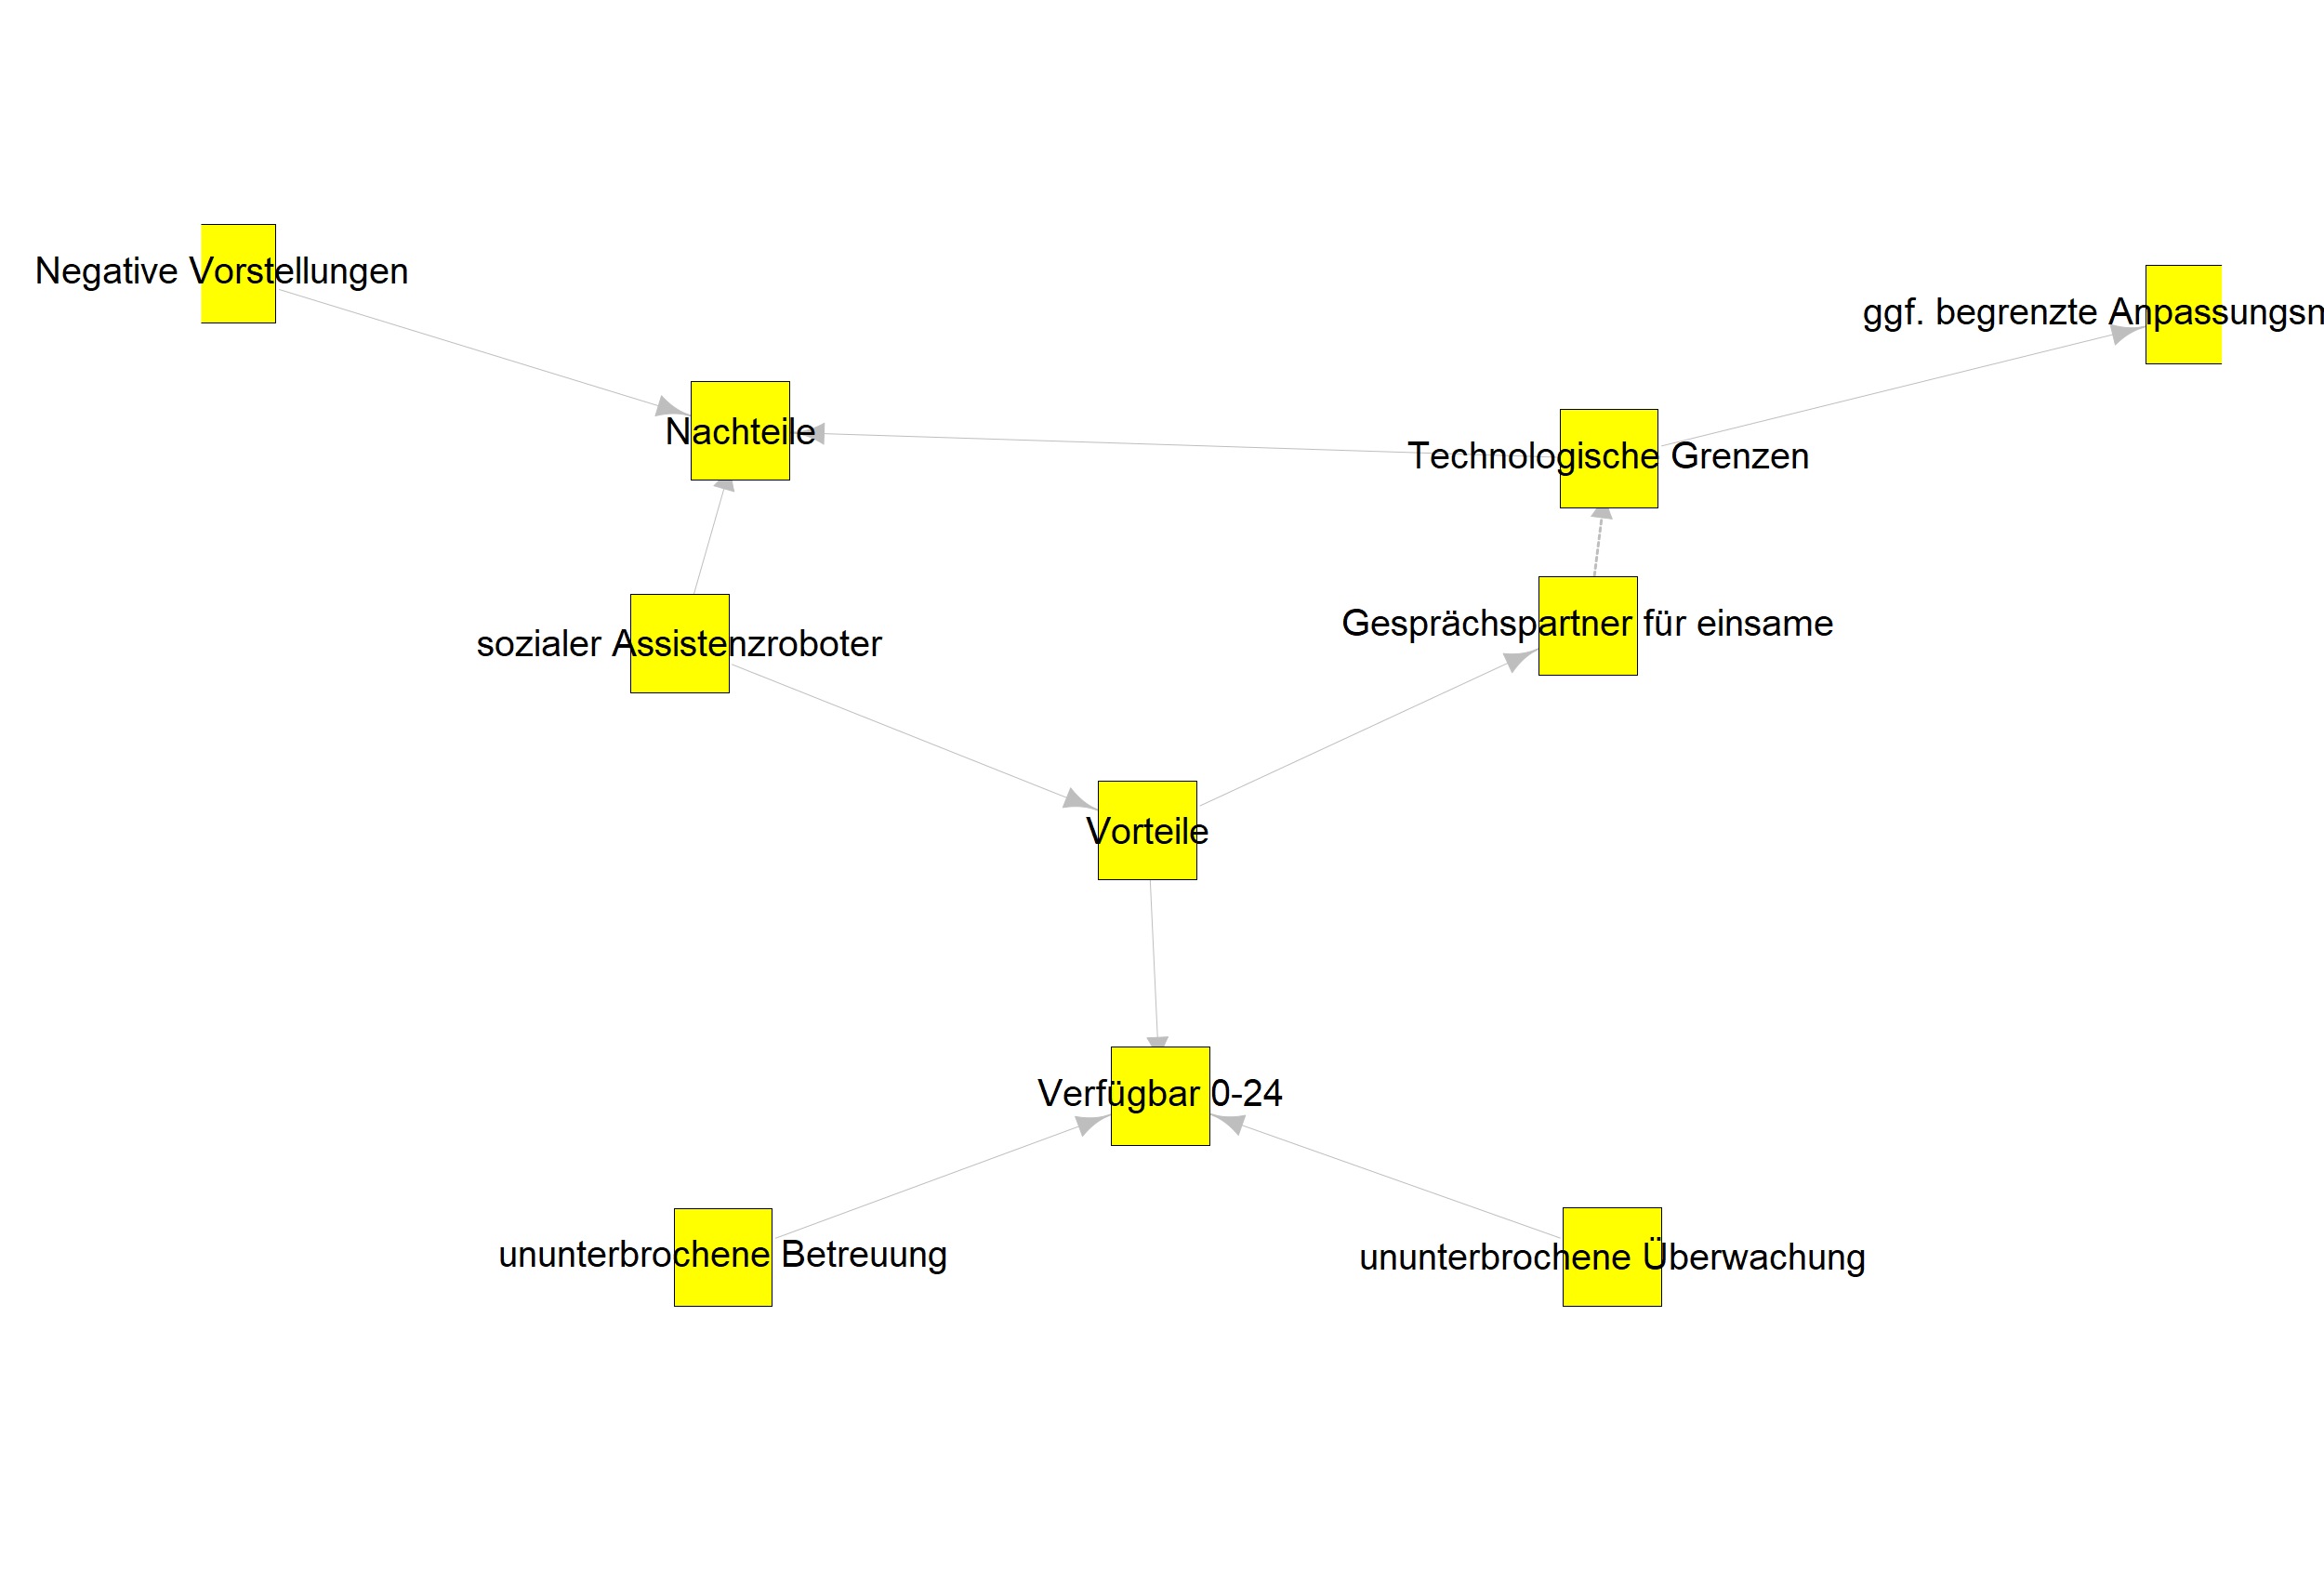 Negative Vorstellungen
ggf. begrenzte
Nachteile
Technologische Grenzen
Gesprächspartner für einsame
sozialer Assistenzroboter
Vorteile
Verfügbar 0-24
ununterbrochene Betreuung
ununterbrochene Überwachung